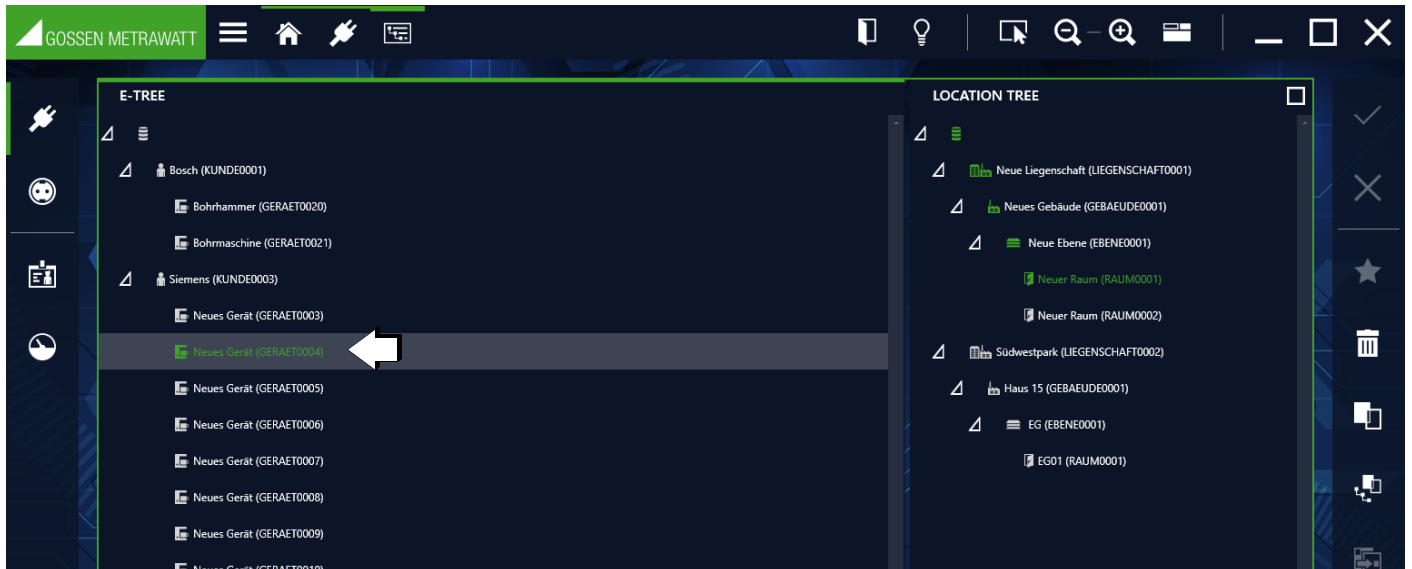 GOSSEN METRAWATT
E-TREE
Bosch (KUNDE0001)
Bohrhammer (GERAET0020)
Bohrmaschine (GERAET0021)
Siemens (KUNDE0003)
Neues Gerät (GERAET0003)
Neues Gerät (GERAET0004)
Neues Gerät (GERAET0005)
Neues Gerät (GERAET0006)
Neues Gerät (GERAET0007)
Neues Gerät (GERAET0008)
Neues Gerät (GERAET0009)
Neues Gerät (GERAET0010)
LOCATION TREE
Neue Liegenschaft (LIEGENSCHAFT0001)
Neues Gebäude (GEBAEUDE0001)
Neue Ebene (EBENE0001)
Neuer Raum (RAUM0001)
Neuer Raum (RAUM0002)
Südwestpark (LIEGENSCHAFT0002)
Haus 15 (GEBAEUDE0001)
EG (EBENE0001)
EG01 (RAUM0001)